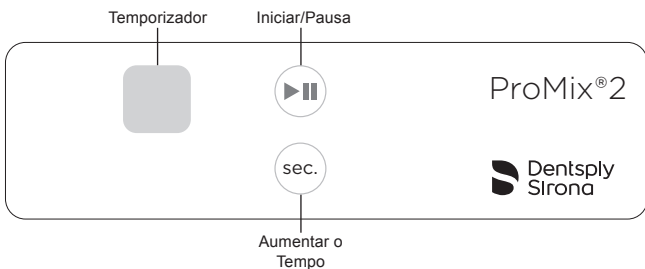 Temporizador
Iniciar/Pausa
ProMix®2
sec.
Dentsply
Sirona
Aumentar o
Tempo